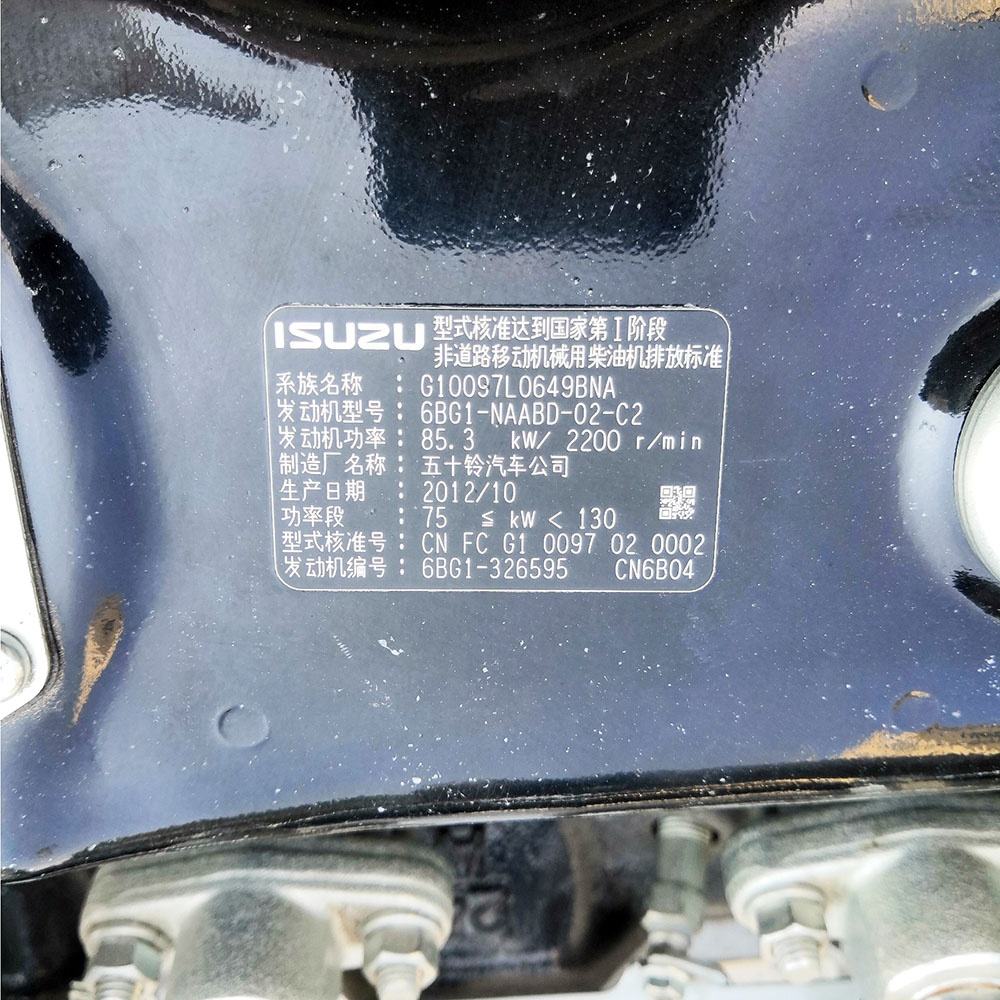 ISUZU 型式核准达到国家第Ⅰ阶段
非道路移动机械用柴油机排放标准
系族名称 : G10097L0649BNA
发动机型号 : 6BG1-NAABD-02-C2
发动机功率 : 85.3 kW/ 2200 r/min
制造厂名称 : 五十铃汽车公司
生产日期 : 2012/10
功率段 : 75 ≤ kW < 130
型式核准号 : CN FC G1 0097 02 0002
发动机编号 : 6BG1-326595 CN6B04